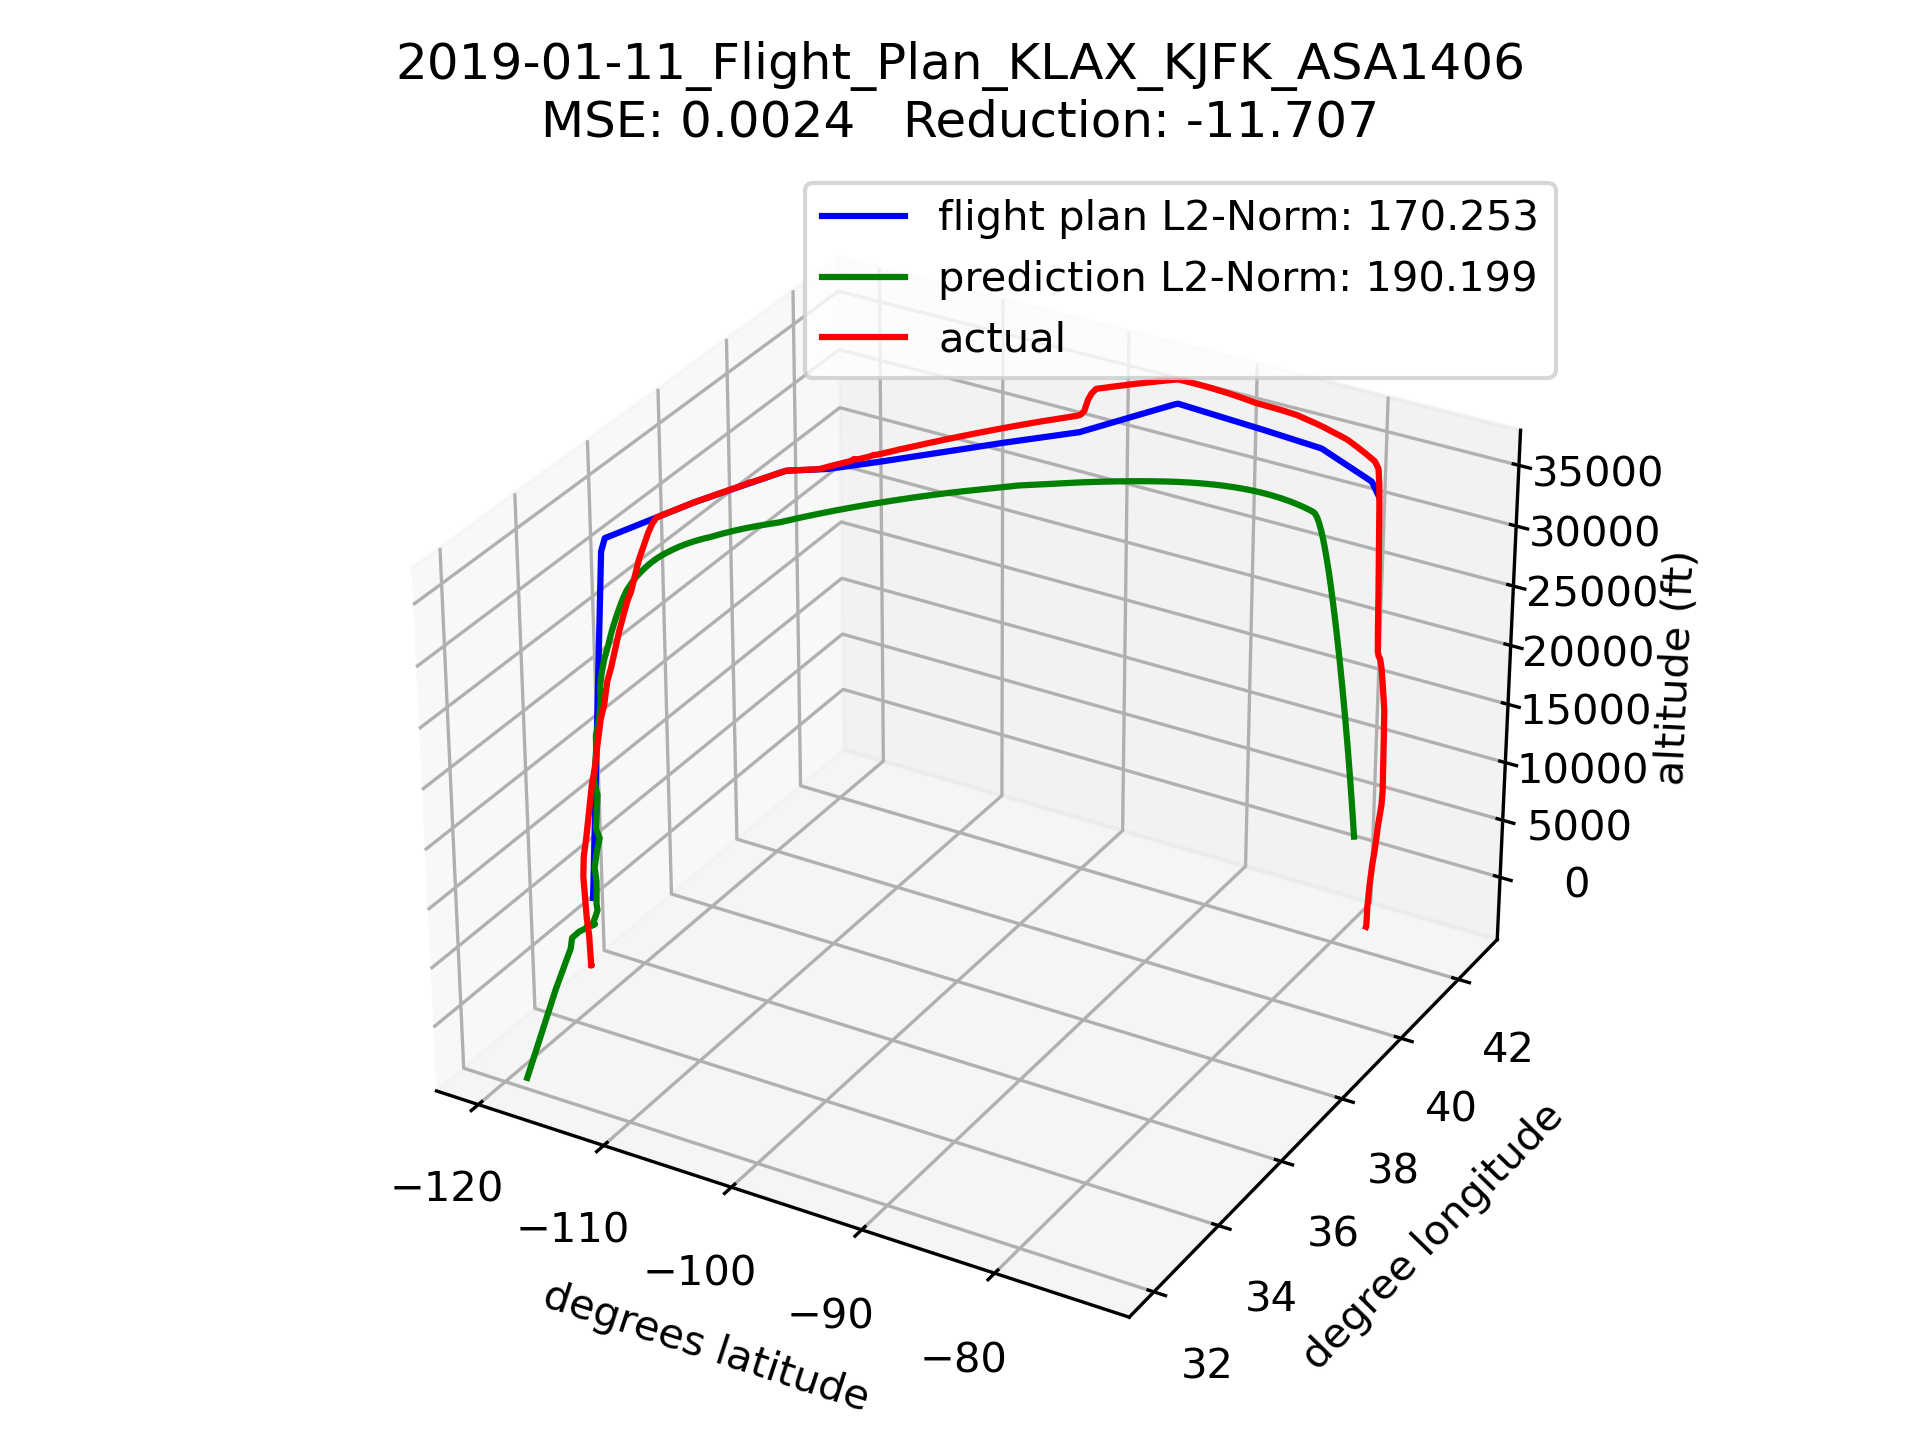 2019-01-11_Flight_Plan_KLAX_KJFK_ASA1406
MSE: 0.0024   Reduction: -11.707
flight plan L2-Norm: 170.253
prediction L2-Norm: 190.199
actual
35000
30000
25000
20000
15000
10000
5000
0
altitude (ft)
42
40
38
36
34
32
degree longitude
−120
−110
−100
−90
−80
degrees latitude